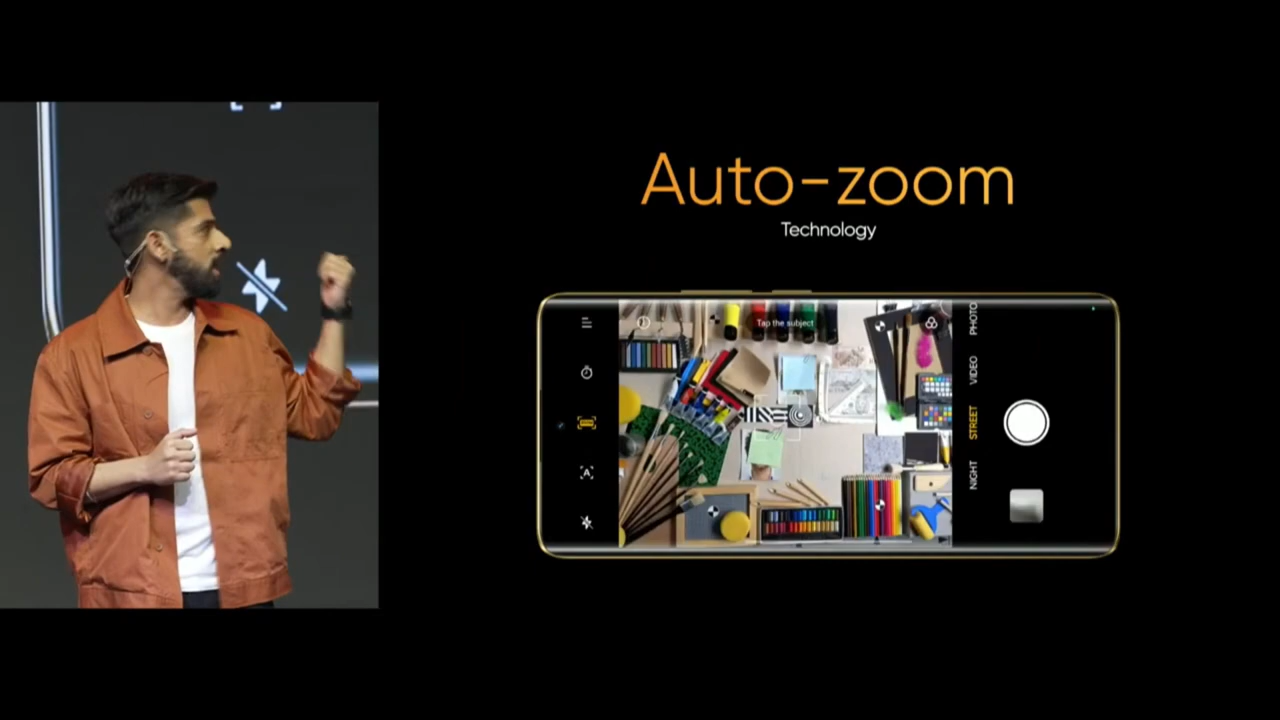 Auto-zoom
Technology
Tap the subject
PHOTO
VIDEO
STREET
NIGHT
A